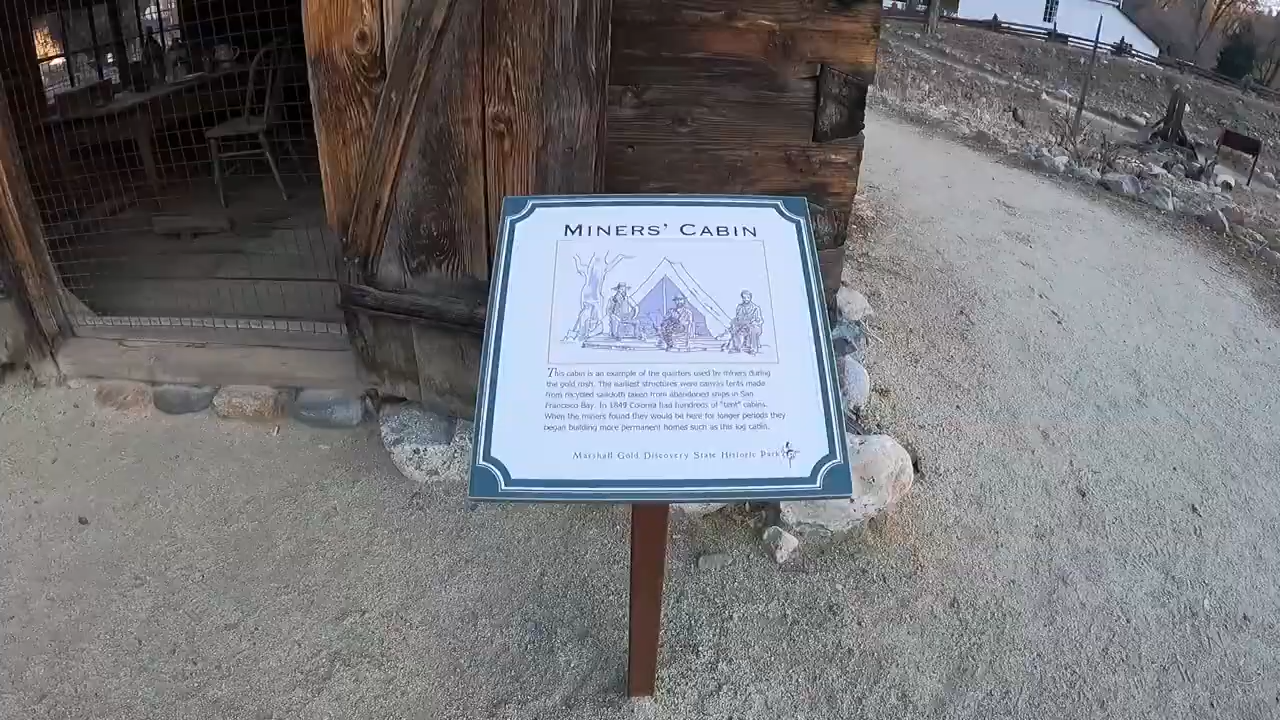 MINERS' CABIN
This cabin is an example of the quarters used by miners during
the gold rush. The earliest structures were canvas tents made
from recycled sailcloth taken from abandoned ships in San
Francisco Bay. In 1849 Coloma had hundreds of "tent" cabins.
When the miners found they would be here for longer periods they
began building more permanent homes such as this log cabin.
Marshall Gold Discovery State Historic Park